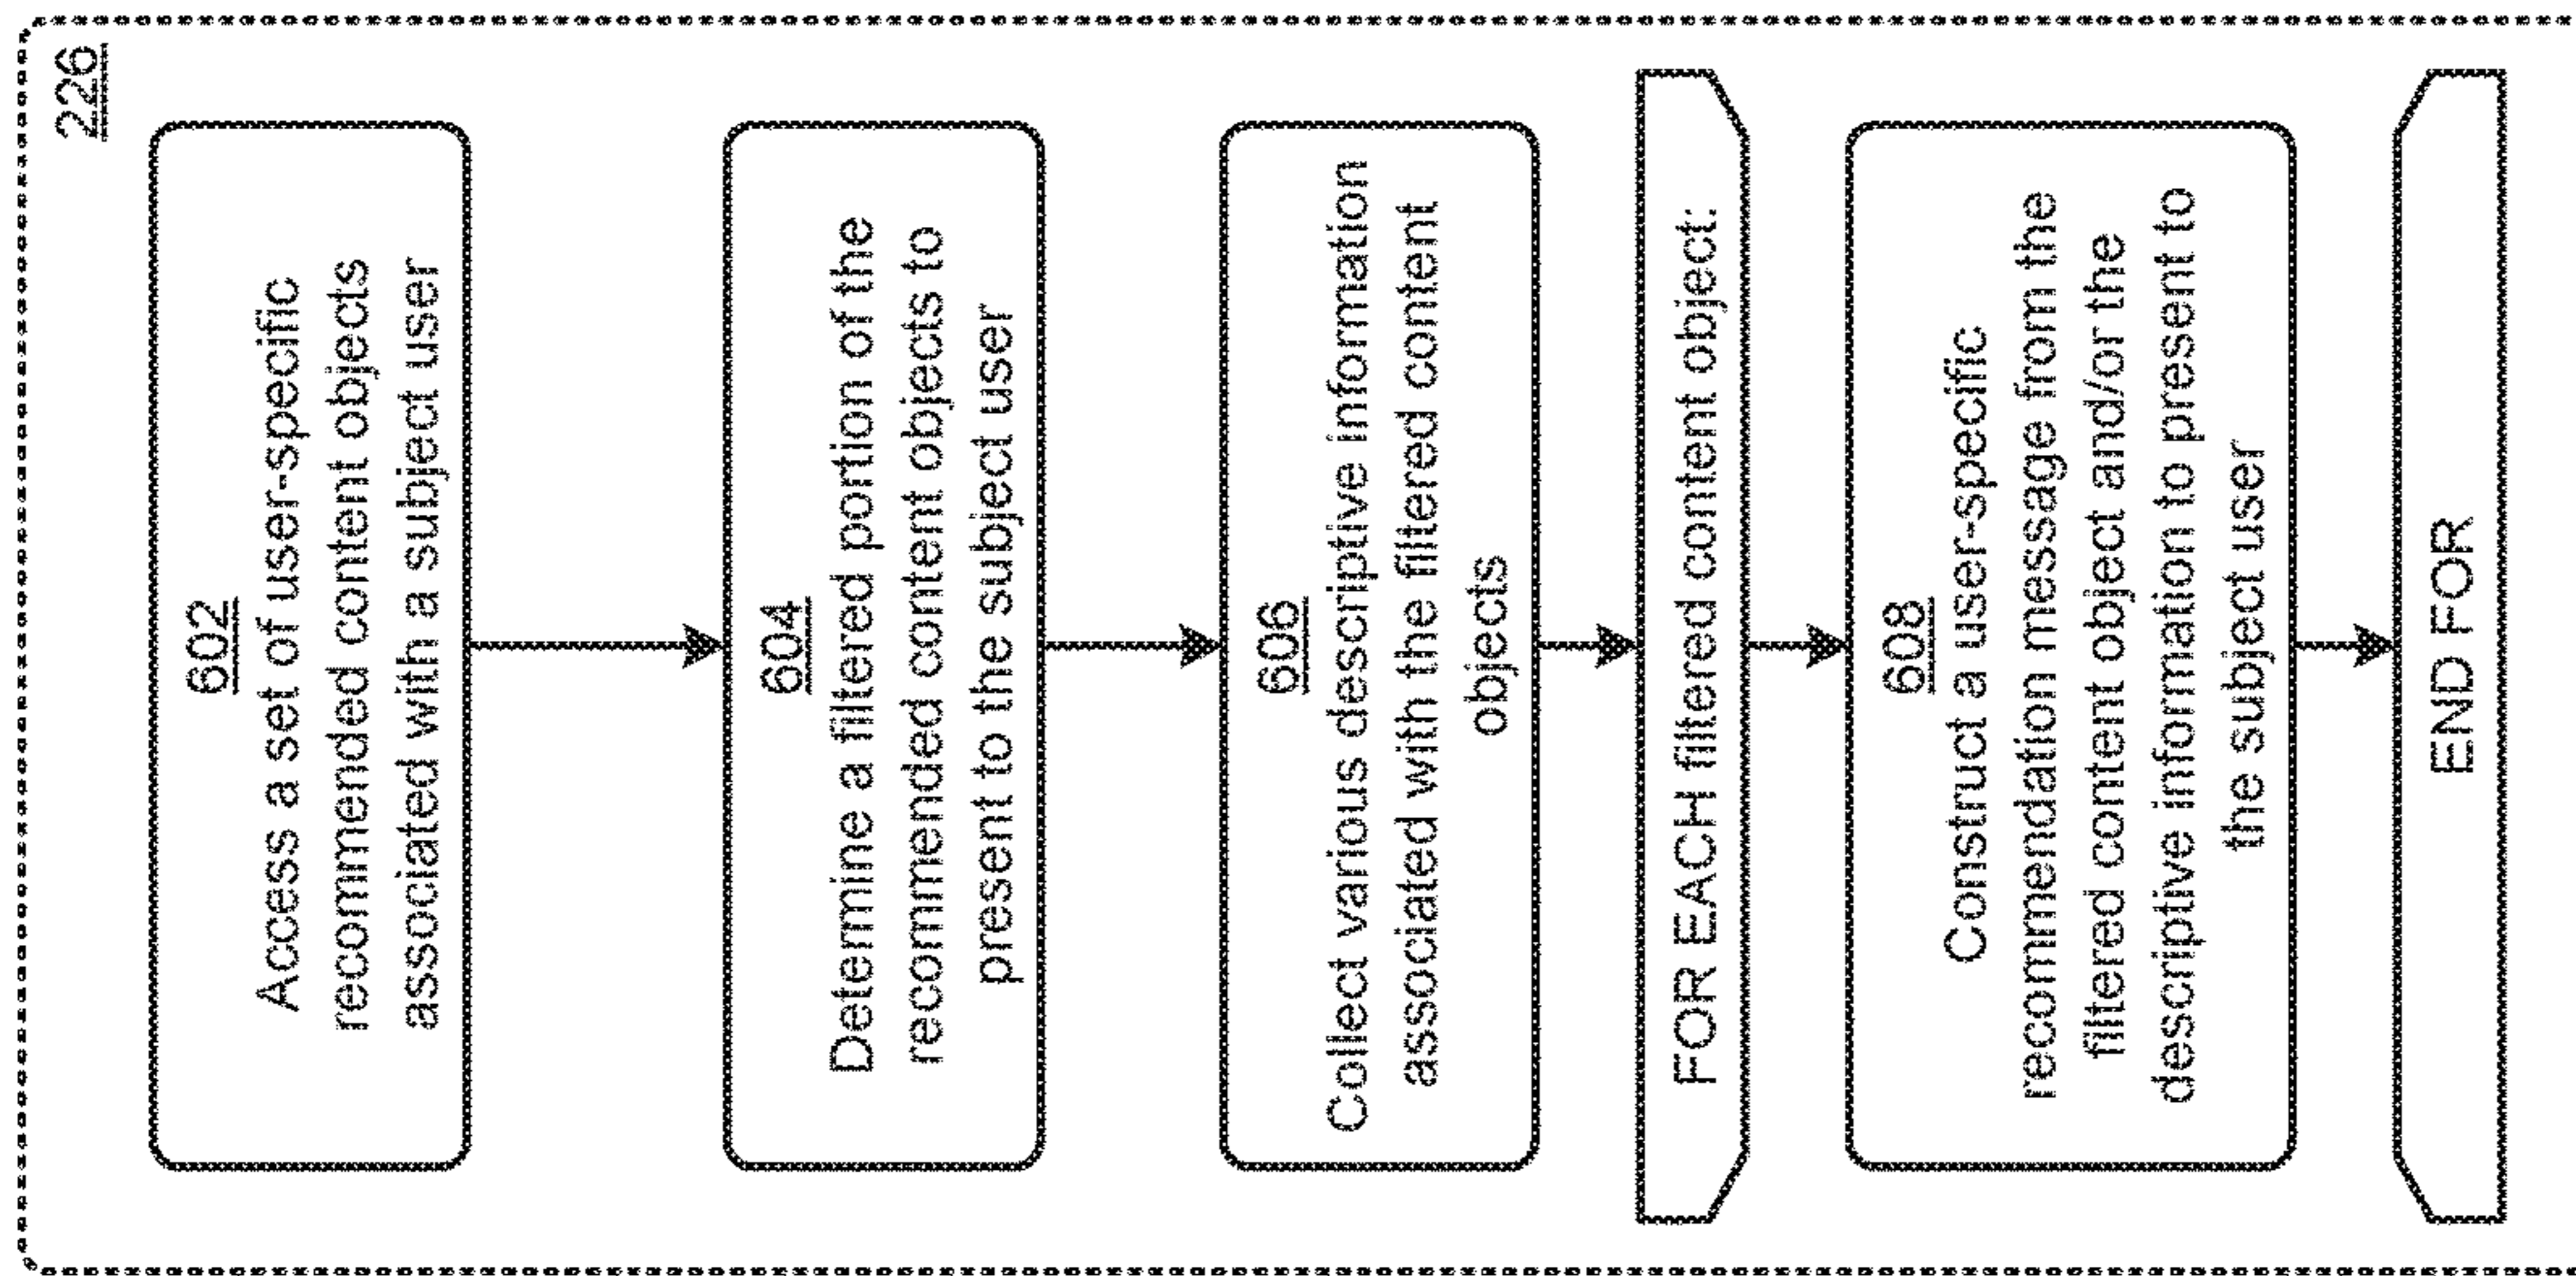 226
602
Access a set of user-specific
recommended content objects
associated with a subject user
604
Determine a filtered portion of the
recommended content objects to
present to the subject user
606
Collect various descriptive information
associated with the filtered content
objects
FOR EACH filtered content object:
608
Construct a user-specific
recommendation message from the
filtered content object and/or the
descriptive information to present to
the subject user
END FOR